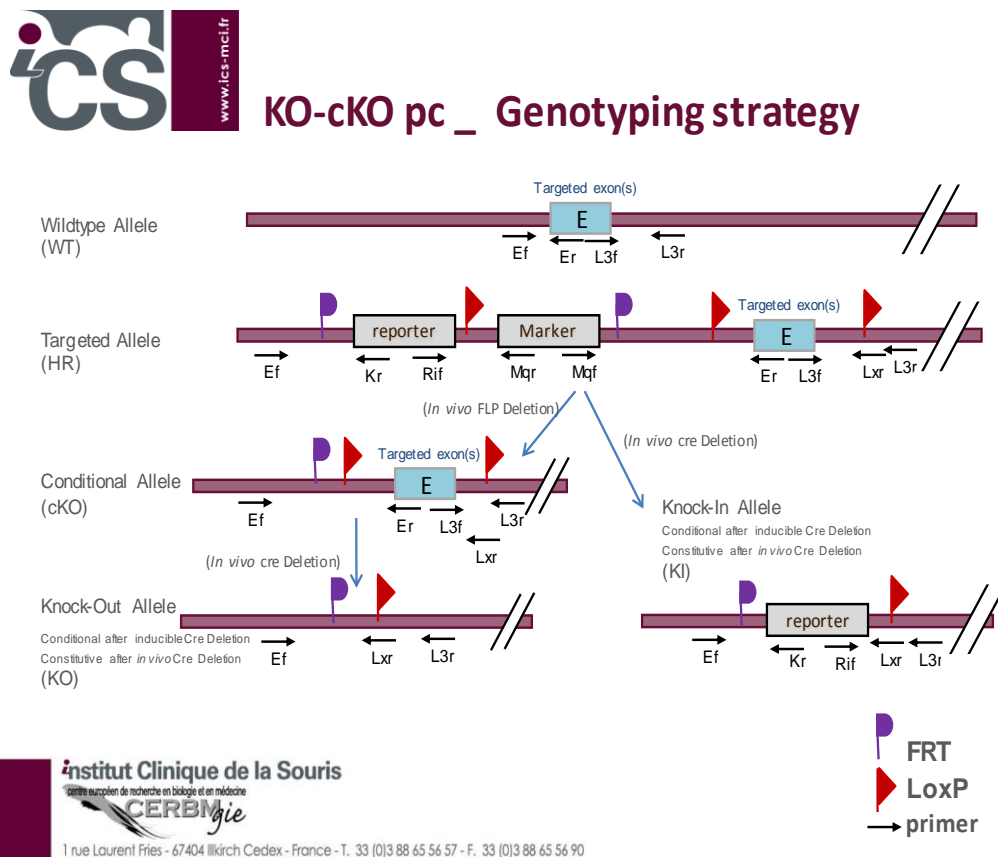 iCS
www.ics-mci.fr
KO-cKO pc _ Genotyping strategy
Wildtype Allele
(WT)
Targeted exon(s)
E
Ef
Er
L3f
L3r
Targeted Allele
(HR)
reporter
Marker
Targeted exon(s)
E
Ef
Kr
Rif
Mqr
Mqf
Er
L3f
Lxr
L3r
(In vivo FLP Deletion)
(In vivo cre Deletion)
Conditional Allele
(cKO)
Targeted exon(s)
E
Ef
Er
L3f
L3r
Lxr
(In vivo cre Deletion)
Knock-Out Allele
Conditional after inducible Cre Deletion
Constitutive after in vivo Cre Deletion
(KO)
Ef
Lxr
L3r
Knock-In Allele
Conditional after inducible Cre Deletion
Constitutive after in vivo Cre Deletion
(KI)
reporter
Ef
Kr
Rif
Lxr
L3r
FRT
LoxP
primer
institut Clinique de la Souris
centre européen de recherche en biologie et en médecine
CERBM gie
1 rue Laurent Fries - 67404 Illkirch Cedex - France - T. 33 (0)3 88 65 56 57 - F. 33 (0)3 88 65 56 90